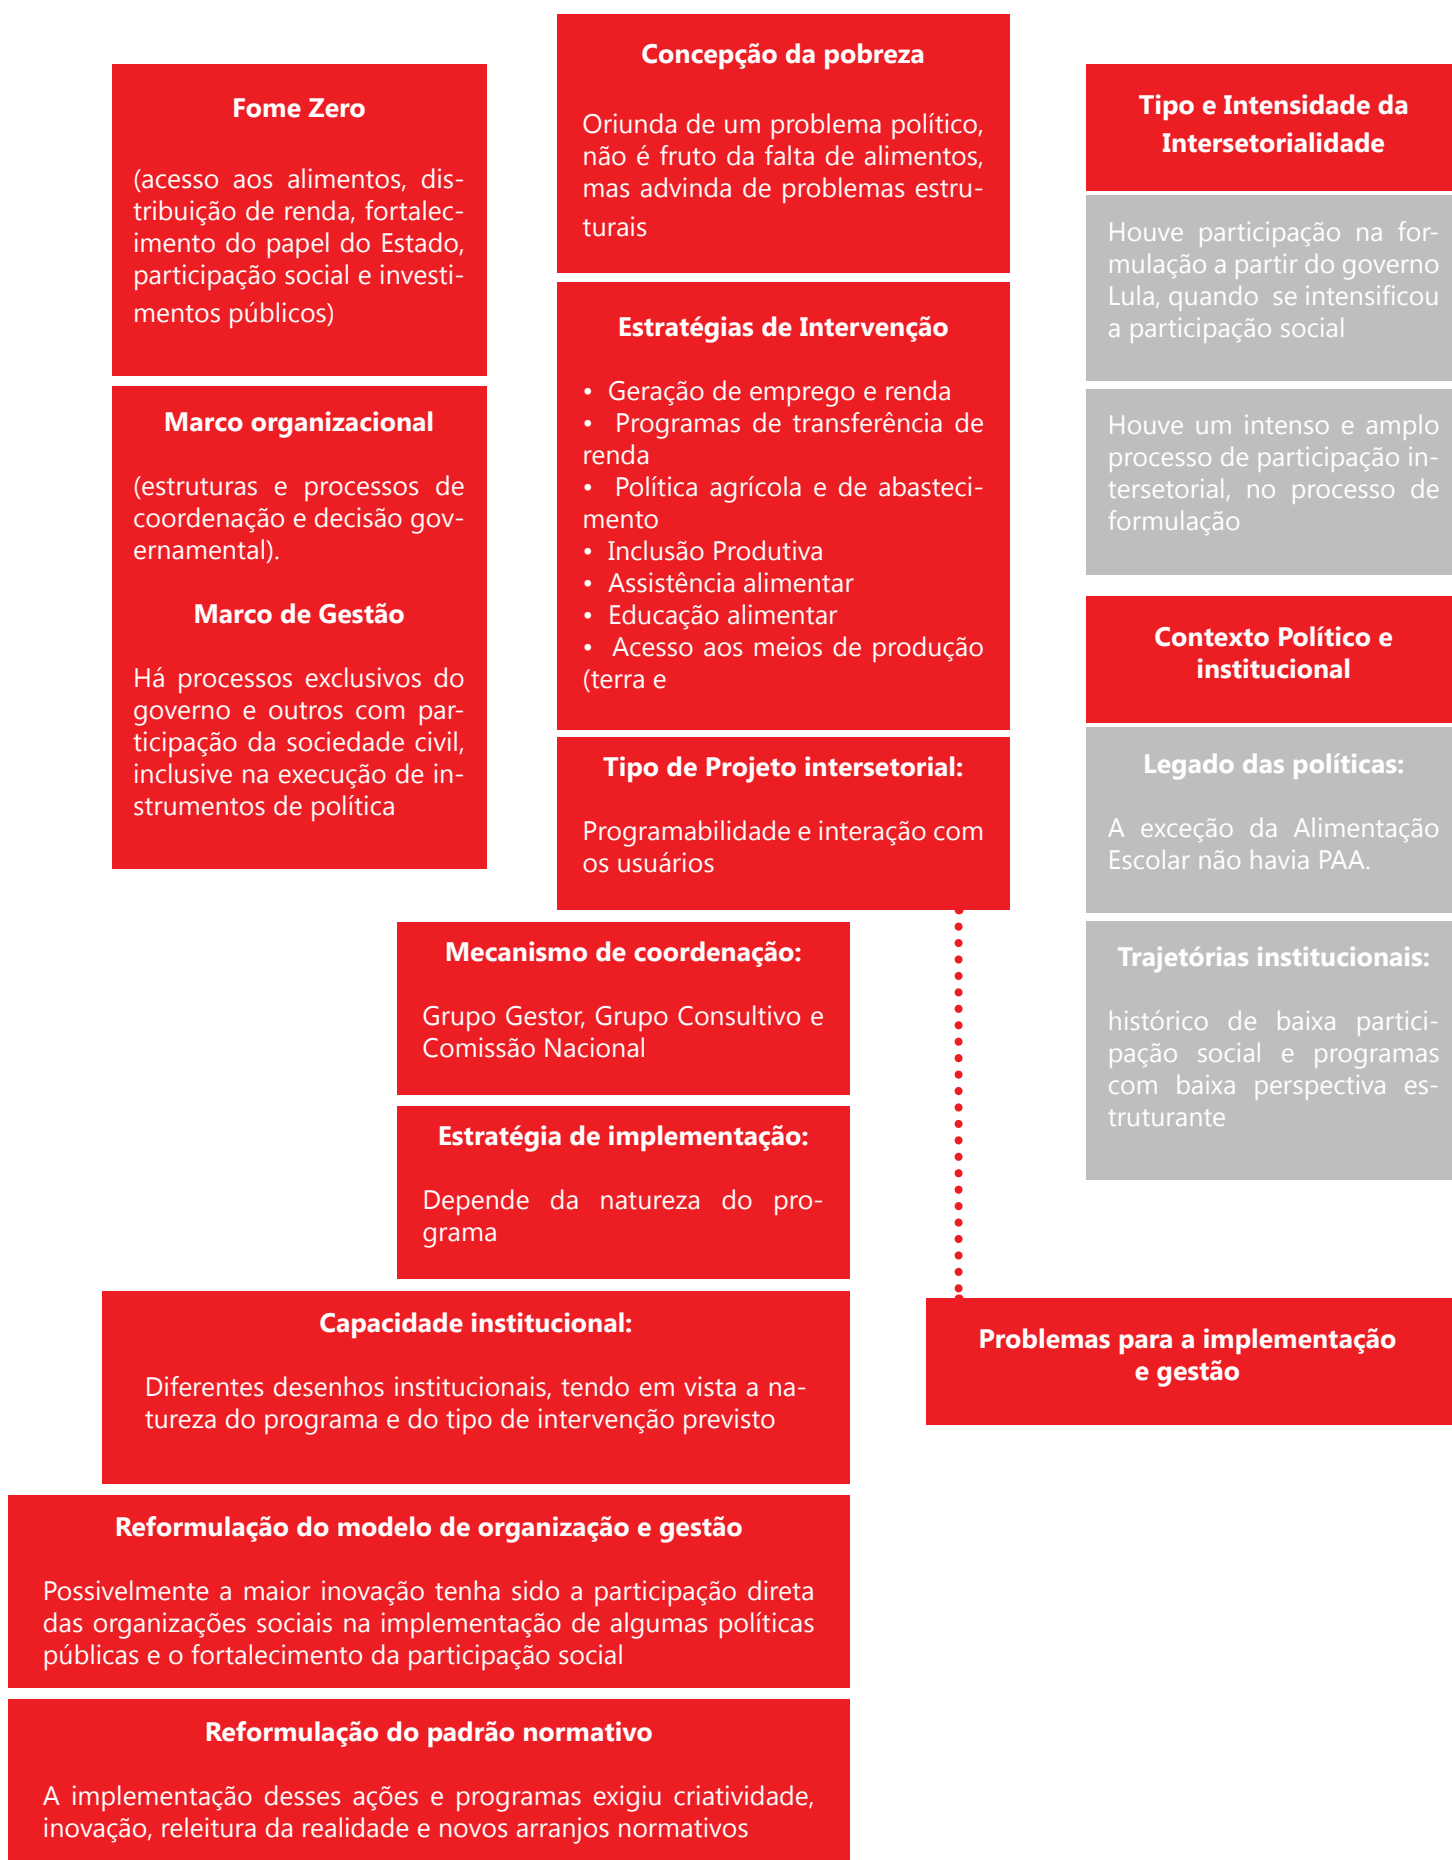 Fome Zero
(acesso aos alimentos, dis-
tribuição de renda, fortalec-
imento do papel do Estado,
participação social e investi-
mentos públicos)
Marco organizacional
(estruturas e processos de
coordenação e decisão gov-
ernamental).
Marco de Gestão
Há processos exclusivos do
governo e outros com par-
ticipação da sociedade civil,
inclusive na execução de in-
strumentos de política
Concepção da pobreza
Oriunda de um problema político,
não é fruto da falta de alimentos,
mas advinda de problemas estru-
turais
Estratégias de Intervenção
• Geração de emprego e renda
• Programas de transferência de
renda
• Política agrícola e de abasteci-
mento
• Inclusão Produtiva
• Assistência alimentar
• Educação alimentar
• Acesso aos meios de produção
(terra e
Tipo de Projeto intersetorial:
Programabilidade e interação com
os usuários
Mecanismo de coordenação:
Grupo Gestor, Grupo Consultivo e
Comissão Nacional
Estratégia de implementação:
Depende da natureza do pro-
grama
Capacidade institucional:
Diferentes desenhos institucionais, tendo em vista a na-
tureza do programa e do tipo de intervenção previsto
Reformulação do modelo de organização e gestão
Possivelmente a maior inovação tenha sido a participação direta
das organizações sociais na implementação de algumas políticas
públicas e o fortalecimento da participação social
Reformulação do padrão normativo
A implementação desses ações e programas exigiu criatividade,
inovação, releitura da realidade e novos arranjos normativos
Tipo e Intensidade da
Intersetorialidade
Houve participação na for-
mulação a partir do governo
Lula, quando se intensificou
a participação social
Houve um intenso e amplo
processo de participação in-
tersetorial, no processo de
formulação
Contexto Político e
institucional
Legado das políticas:
A exceção da Alimentação
Escolar não havia PAA.
Trajetórias institucionais:
histórico de baixa partici-
pação social e programas
com baixa perspectiva es-
truturante
Problemas para a implementação
e gestão